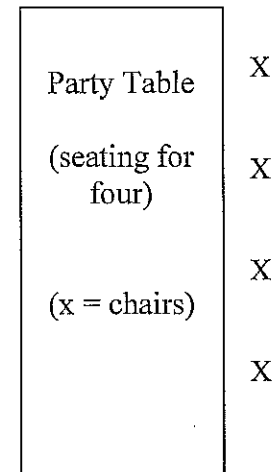 Party Table
(seating for
four)
(x = chairs)
X
X
X
X